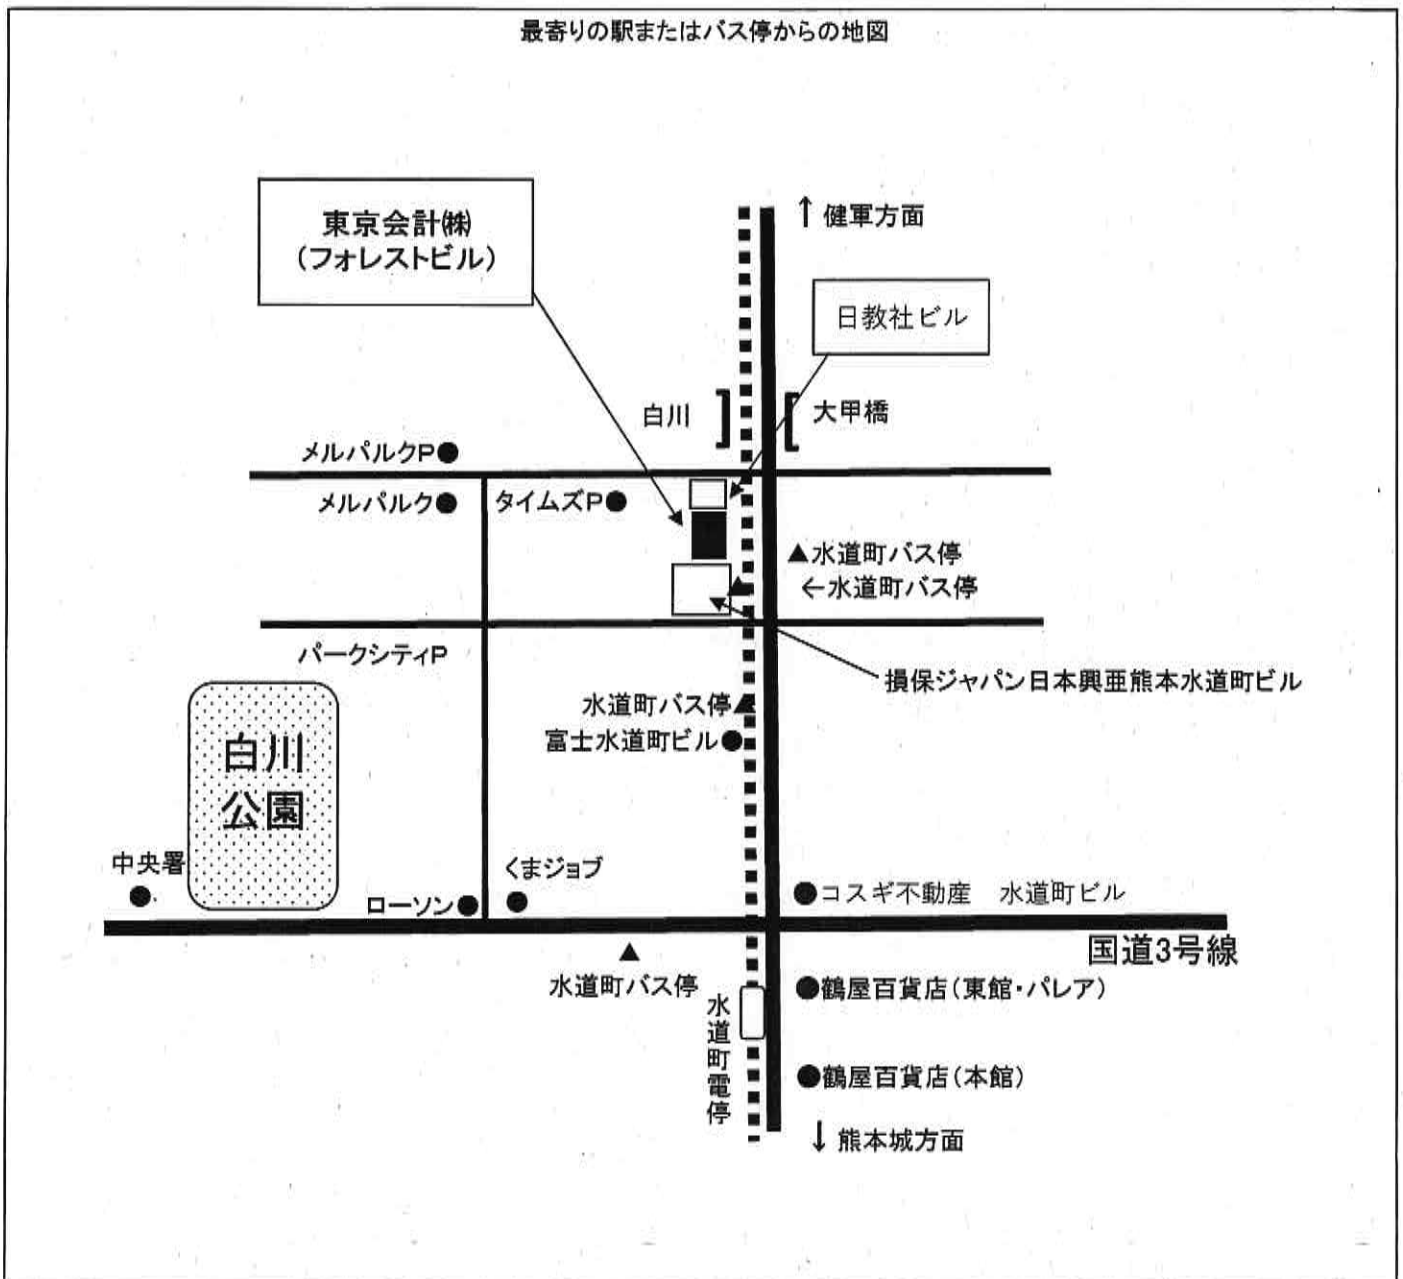 最寄りの駅またはバス停からの地図
東京会計㈱
(フォレストビル)
↑ 健軍方面
日教社ビル
白川
大甲橋
メルパルクP●
メルパルク●
タイムズP●
▲水道町バス停
←水道町バス停
パークシティP
損保ジャパン日本興亜熊本水道町ビル
水道町バス停▲
富士水道町ビル●
白川
公園
中央署
くまジョブ
ローソン●
●コスギ不動産　水道町ビル
国道3号線
水道町バス停
水道町電停
●鶴屋百貨店(東館・パレア)
●鶴屋百貨店(本館)
↓ 熊本城方面